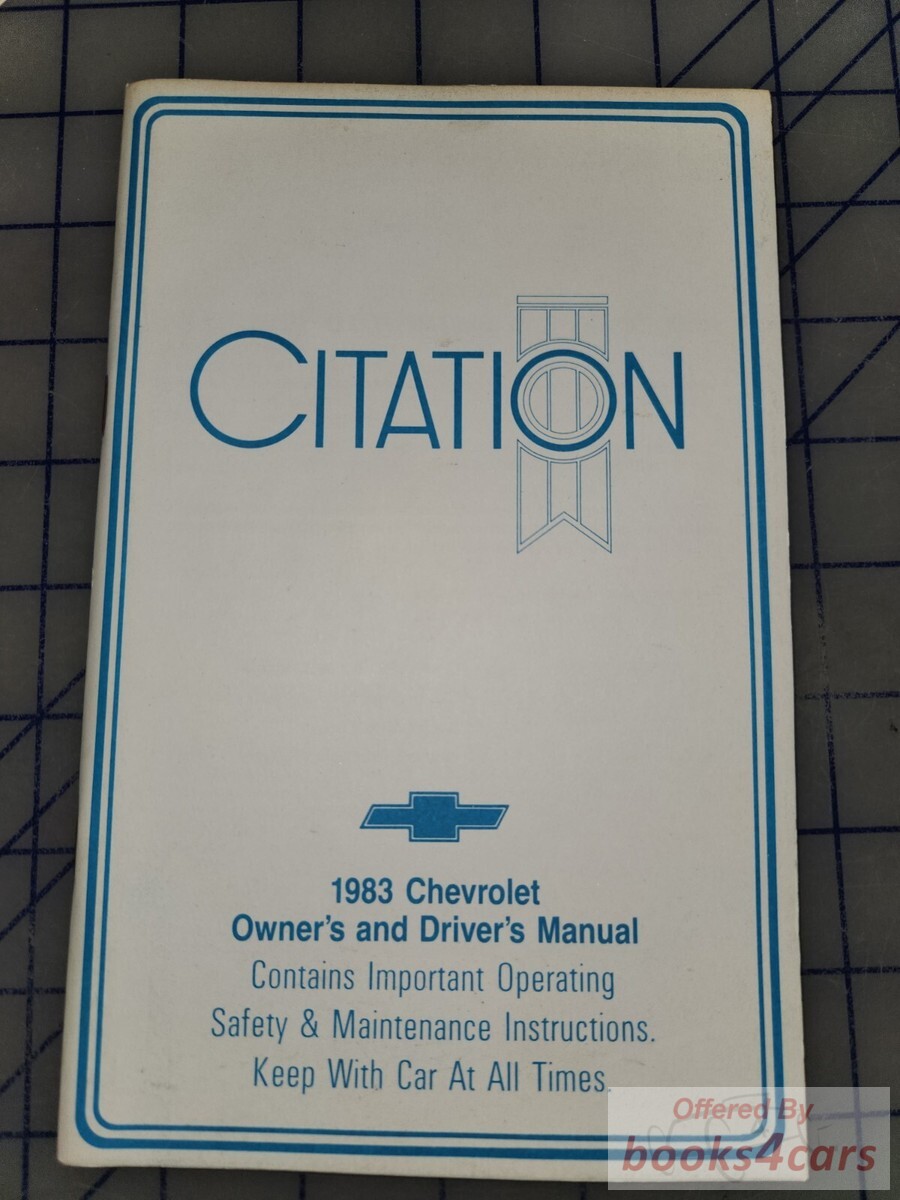 CITATION
1983 Chevrolet
Owner's and Driver's Manual
Contains Important Operating
Safety & Maintenance Instructions.
Keep With Car At All Times.
Offered By
books4cars